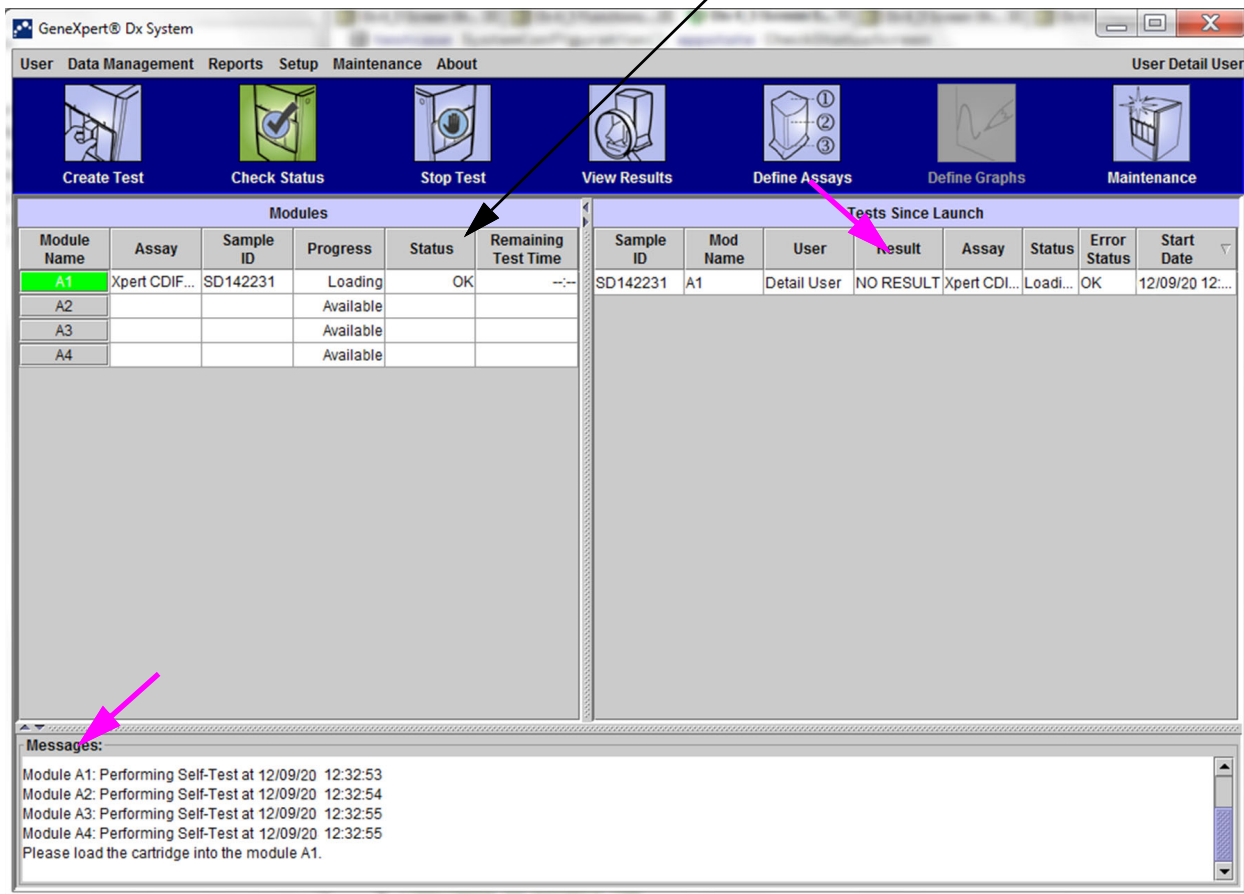 GeneXpert® Dx System
User Data Management Reports Setup Maintenance About User Detail User
Create Test Check Status Stop Test View Results Define Assays Define Graphs Maintenance
① ② ③
Modules
Module Name Assay Sample ID Progress Status Remaining Test Time
A1 Xpert CDIF... SD142231 Loading OK --:--
A2 Available
A3 Available
A4 Available
Tests Since Launch
Sample ID Mod Name User Result Assay Status Error Status Start Date
SD142231 A1 Detail User NO RESULT Xpert CDI... Loadi... OK 12/09/20 12:...
Messages:
Module A1: Performing Self-Test at 12/09/20 12:32:53
Module A2: Performing Self-Test at 12/09/20 12:32:54
Module A3: Performing Self-Test at 12/09/20 12:32:55
Module A4: Performing Self-Test at 12/09/20 12:32:55
Please load the cartridge into the module A1.